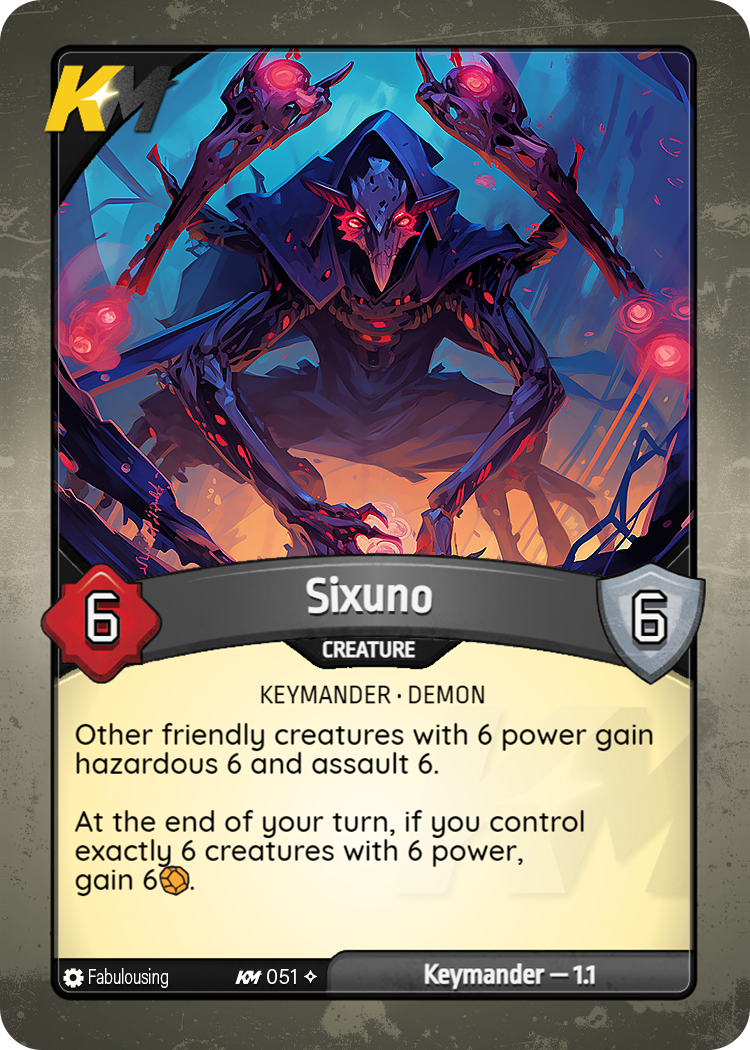 KM
Sixuno
6
6
CREATURE
KEYMANDER • DEMON
Other friendly creatures with 6 power gain
hazardous 6 and assault 6.
At the end of your turn, if you control
exactly 6 creatures with 6 power,
gain 6.
Fabulousing
KM 051
Keymander — 1.1